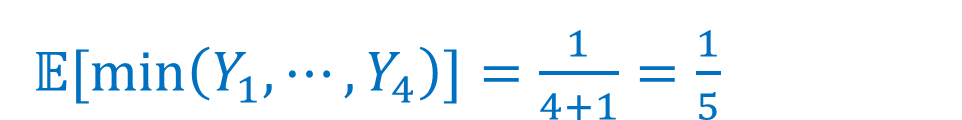 𝔼[min(Y₁, ⋯ , Y₄)] = 1/(4+1) = 1/5